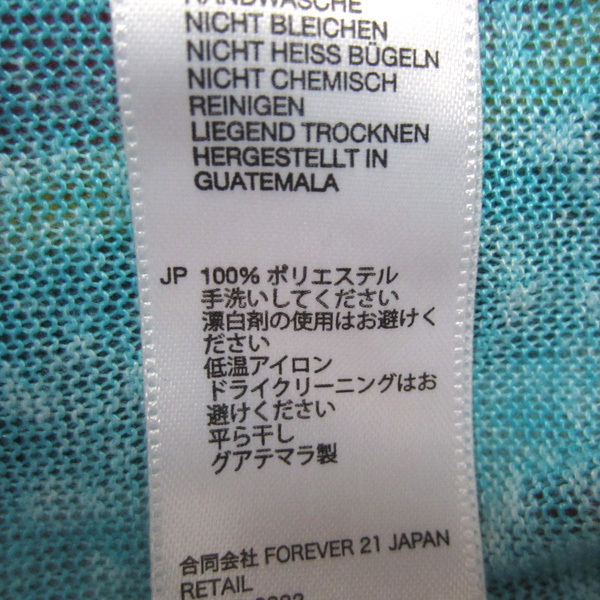 HANDWÄSCHE
NICHT BLEICHEN
NICHT HEISS BÜGELN
NICHT CHEMISCH
REINIGEN
LIEGEND TROCKNEN
HERGESTELLT IN
GUATEMALA
JP 100% ポリエステル
手洗いしてください
漂白剤の使用はお避けく
ださい
低温アイロン
ドライクリーニングはお
避けください
平ら干し
グアテマラ製
合同会社 FOREVER 21 JAPAN
RETAIL